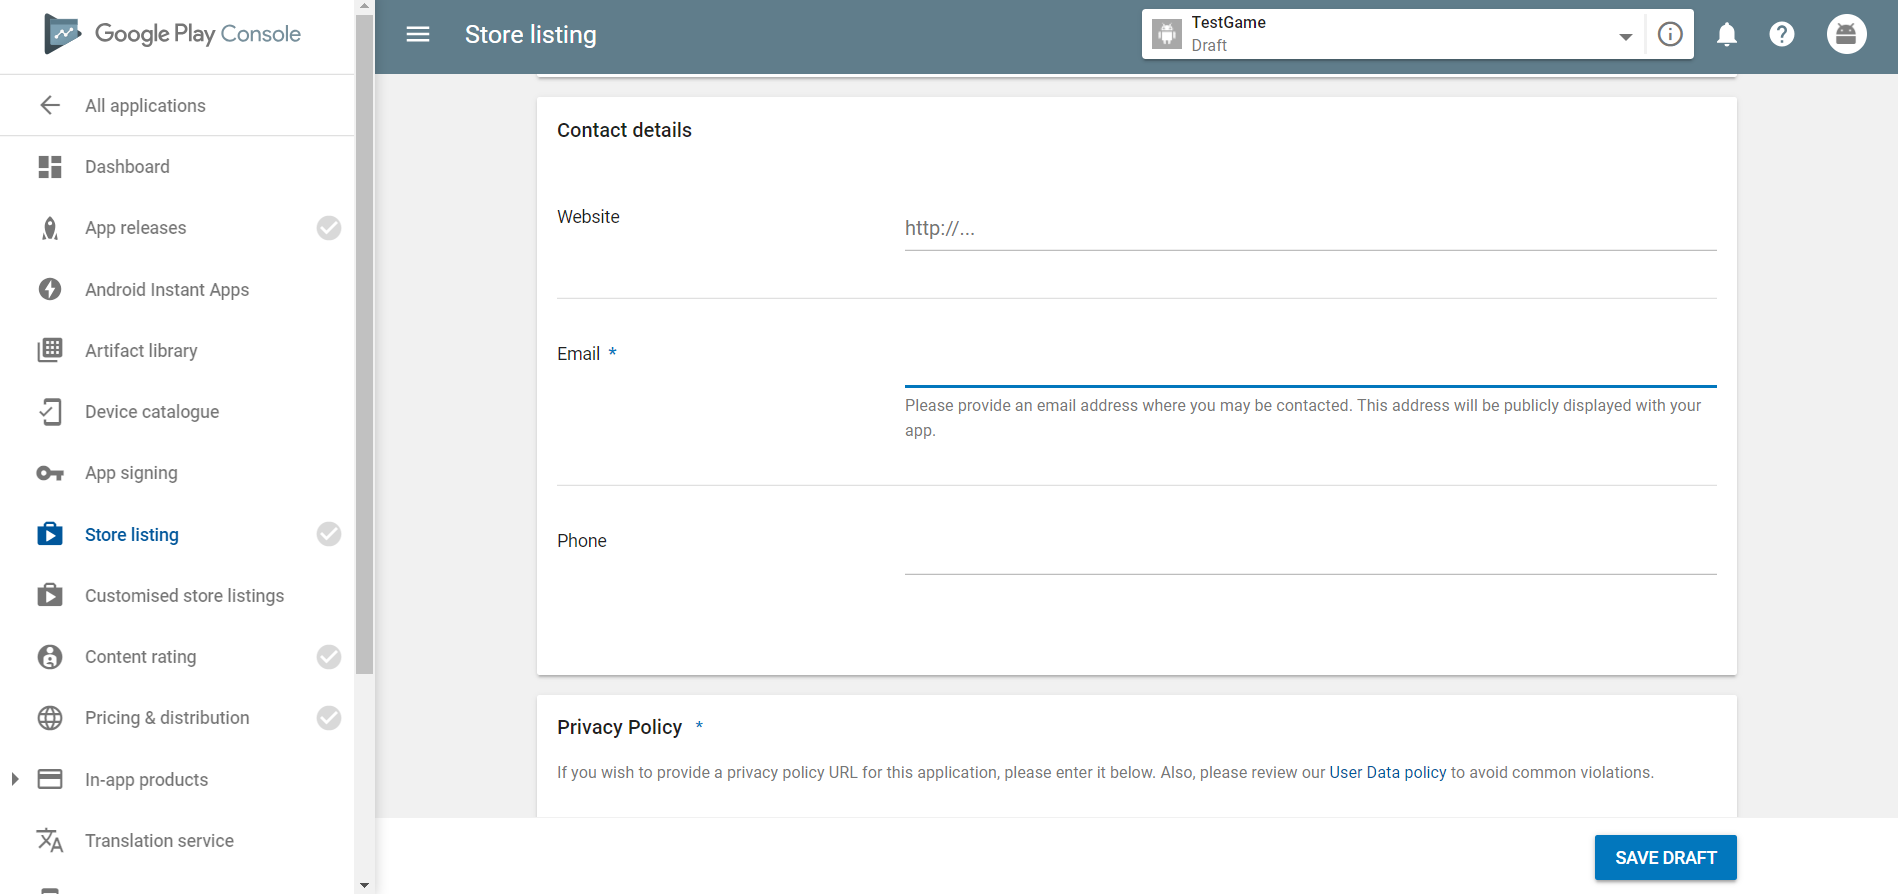 Google Play Console
All applications
Dashboard
App releases
Android Instant Apps
Artifact library
Device catalogue
App signing
Store listing
Customised store listings
Content rating
Pricing & distribution
In-app products
Translation service
Store listing
TestGame
Draft
Contact details
Website
http://...
Email *
Please provide an email address where you may be contacted. This address will be publicly displayed with your
app.
Phone
Privacy Policy *
If you wish to provide a privacy policy URL for this application, please enter it below. Also, please review our User Data policy to avoid common violations.
SAVE DRAFT